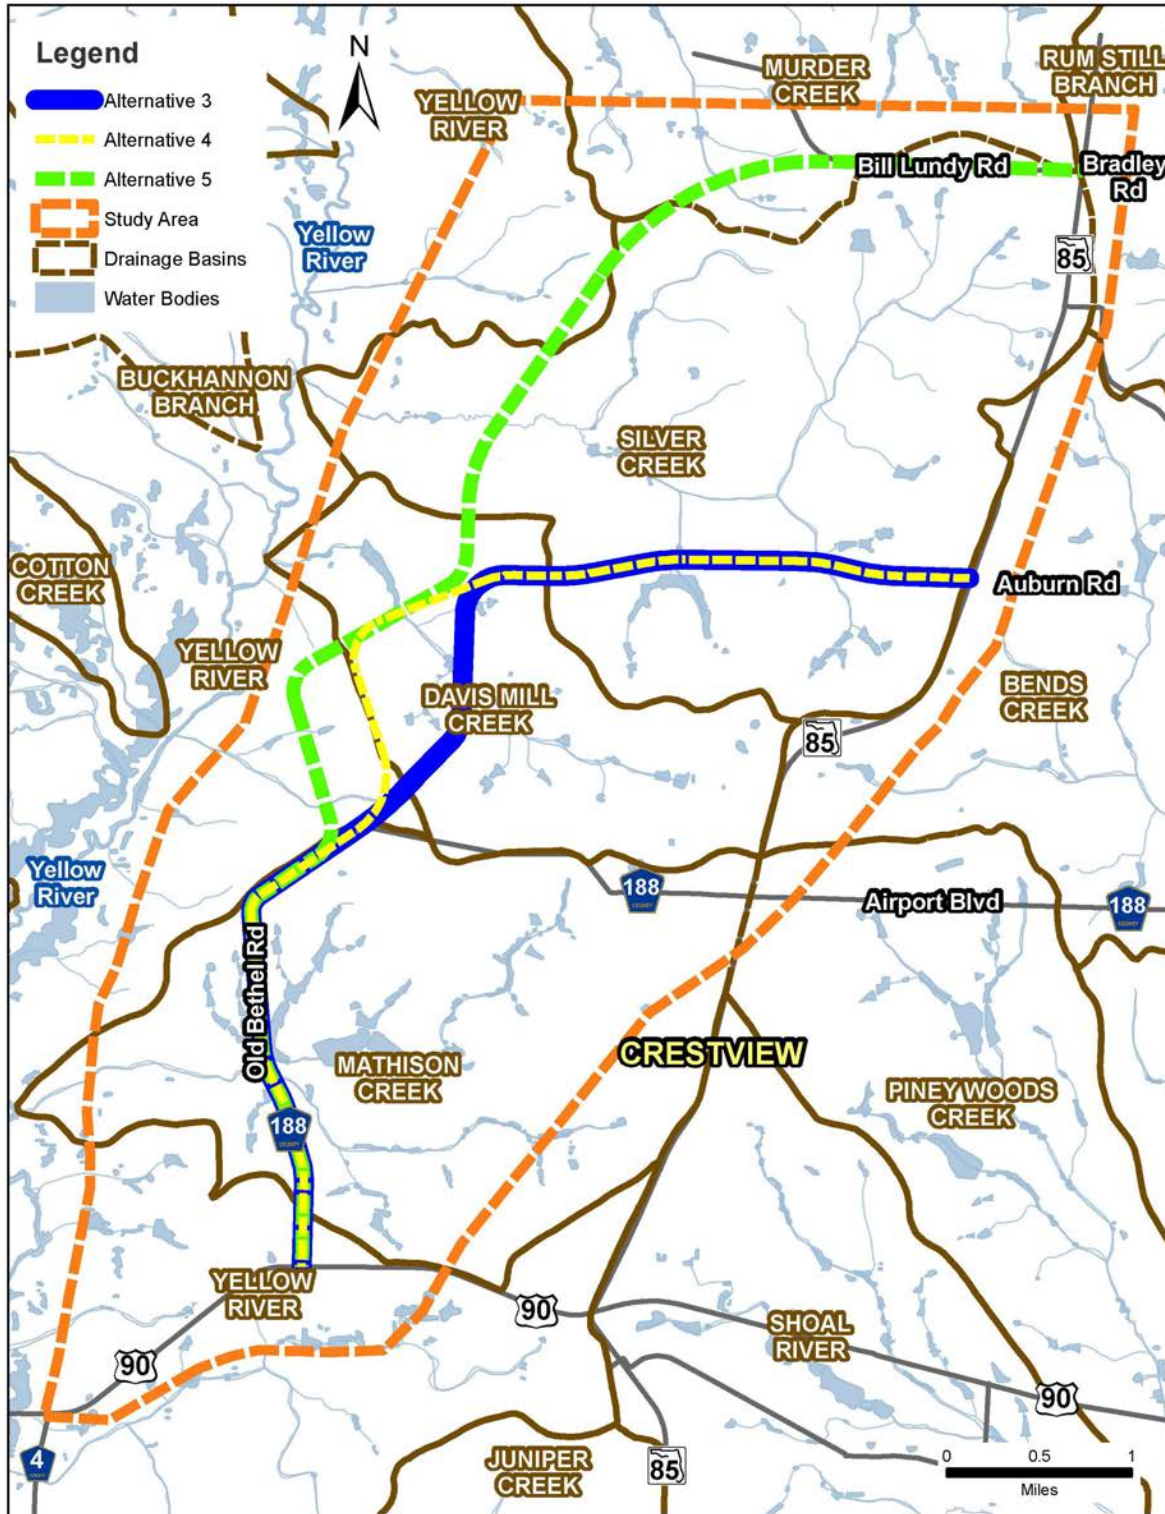 Legend
Alternative 3
Alternative 4
Alternative 5
Study Area
Drainage Basins
Water Bodies
N
YELLOW
RIVER
MURDER
CREEK
RUM STILL
BRANCH
Bill Lundy Rd
Bradley
Rd
Yellow
River
85
BUCKHANNON
BRANCH
SILVER
CREEK
COTTON
CREEK
Auburn Rd
YELLOW
RIVER
DAVIS MILL
CREEK
BENDS
CREEK
85
Yellow
River
188
COUNTY
Airport Blvd
188
COUNTY
Old Bethel Rd
MATHISON
CREEK
CRESTVIEW
PINEY WOODS
CREEK
188
COUNTY
YELLOW
RIVER
90
SHOAL
RIVER
90
90
4
JUNIPER
CREEK
85
0 0.5 1
Miles